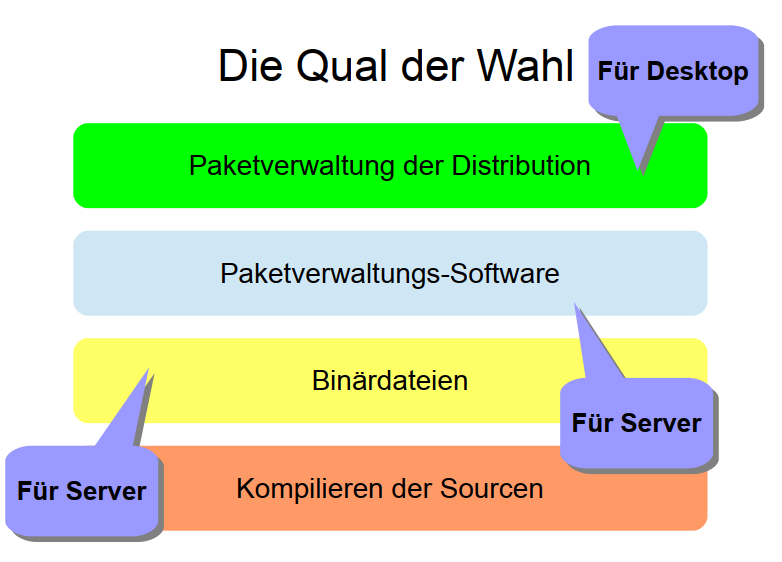 Die Qual der Wahl
Für Desktop
Paketverwaltung der Distribution
Paketverwaltungs-Software
Binärdateien
Für Server
Kompilieren der Sourcen
Für Server